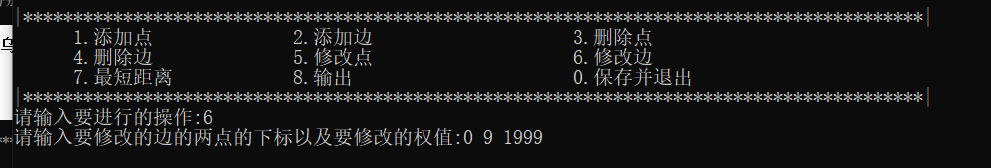 |******************************************************************************************|
1.添加点 2.添加边 3.删除点
4.删除边 5.修改点 6.修改边
7.最短距离 8.输出 0.保存并退出
|******************************************************************************************|
请输入要进行的操作:6
请输入要修改的边的两点的下标以及要修改的权值:0 9 1999